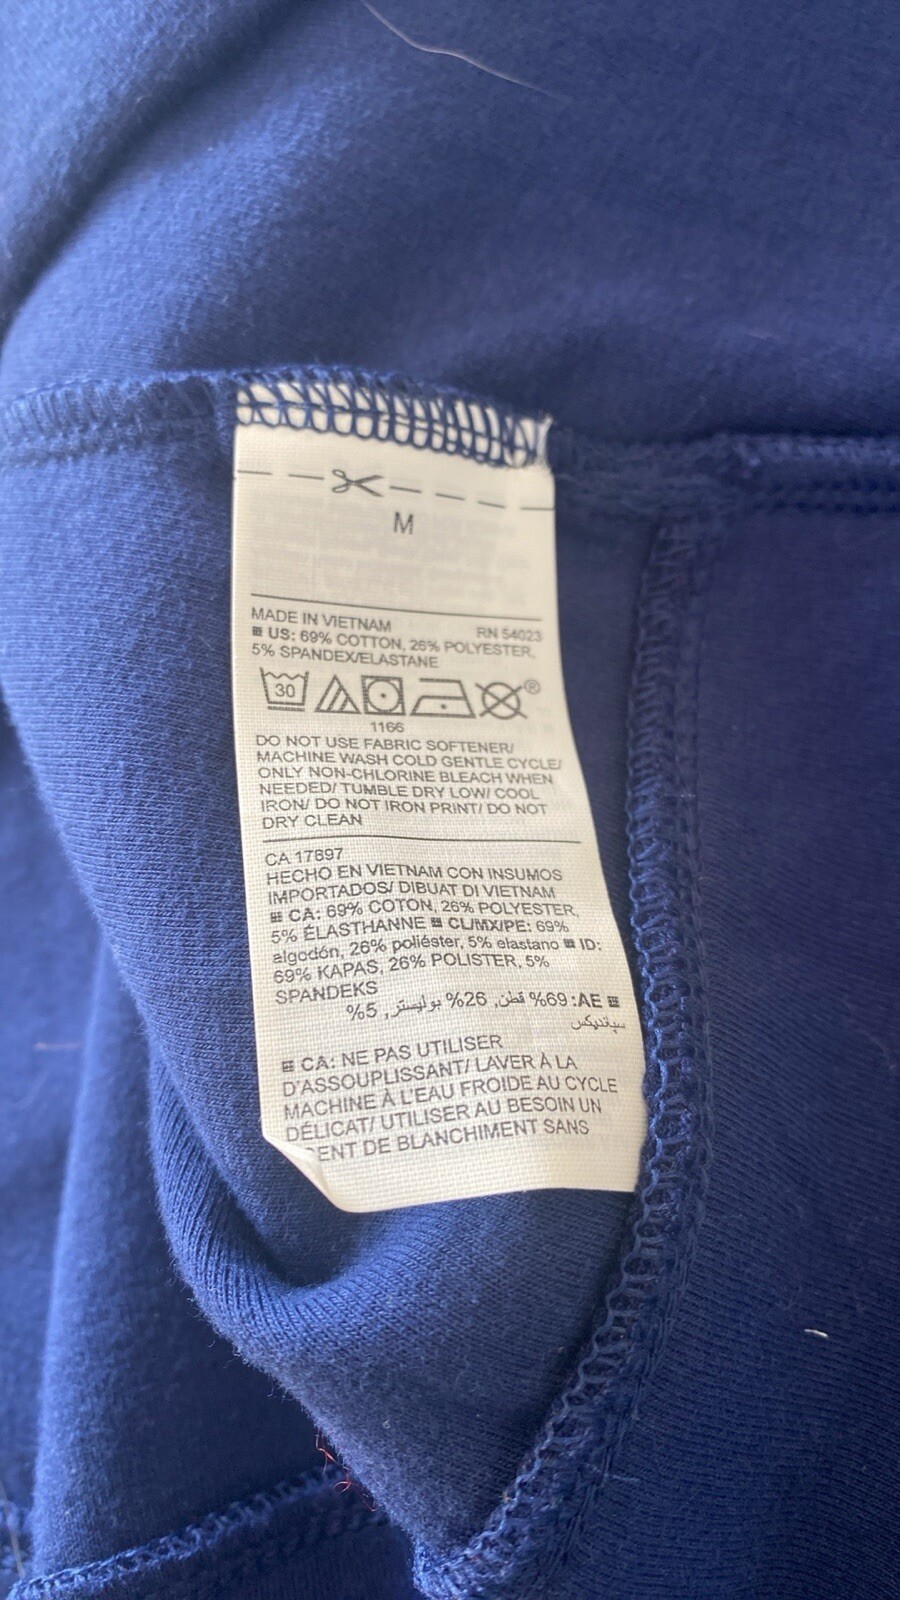 M
MADE IN VIETNAM RN 54023
US: 69% COTTON, 26% POLYESTER,
5% SPANDEX/ELASTANE
30
®
1166
DO NOT USE FABRIC SOFTENER/
MACHINE WASH COLD GENTLE CYCLE/
ONLY NON-CHLORINE BLEACH WHEN
NEEDED/ TUMBLE DRY LOW/ COOL
IRON/ DO NOT IRON PRINT/ DO NOT
DRY CLEAN
CA 17897
HECHO EN VIETNAM CON INSUMOS
IMPORTADOS/ DIBUAT DI VIETNAM
CA: 69% COTON, 26% POLYESTER,
5% ÉLASTHANNE CL/MX/PE: 69%
algodón, 26% poliéster, 5% elastano ID:
69% KAPAS, 26% POLISTER, 5%
SPANDEKS
AE: 69% قطن, 26% بوليستر, 5%
سباندكس
CA: NE PAS UTILISER
D'ASSOUPLISSANT/ LAVER À LA
MACHINE À L'EAU FROIDE AU CYCLE
DÉLICAT/ UTILISER AU BESOIN UN
ENT DE BLANCHIMENT SANS